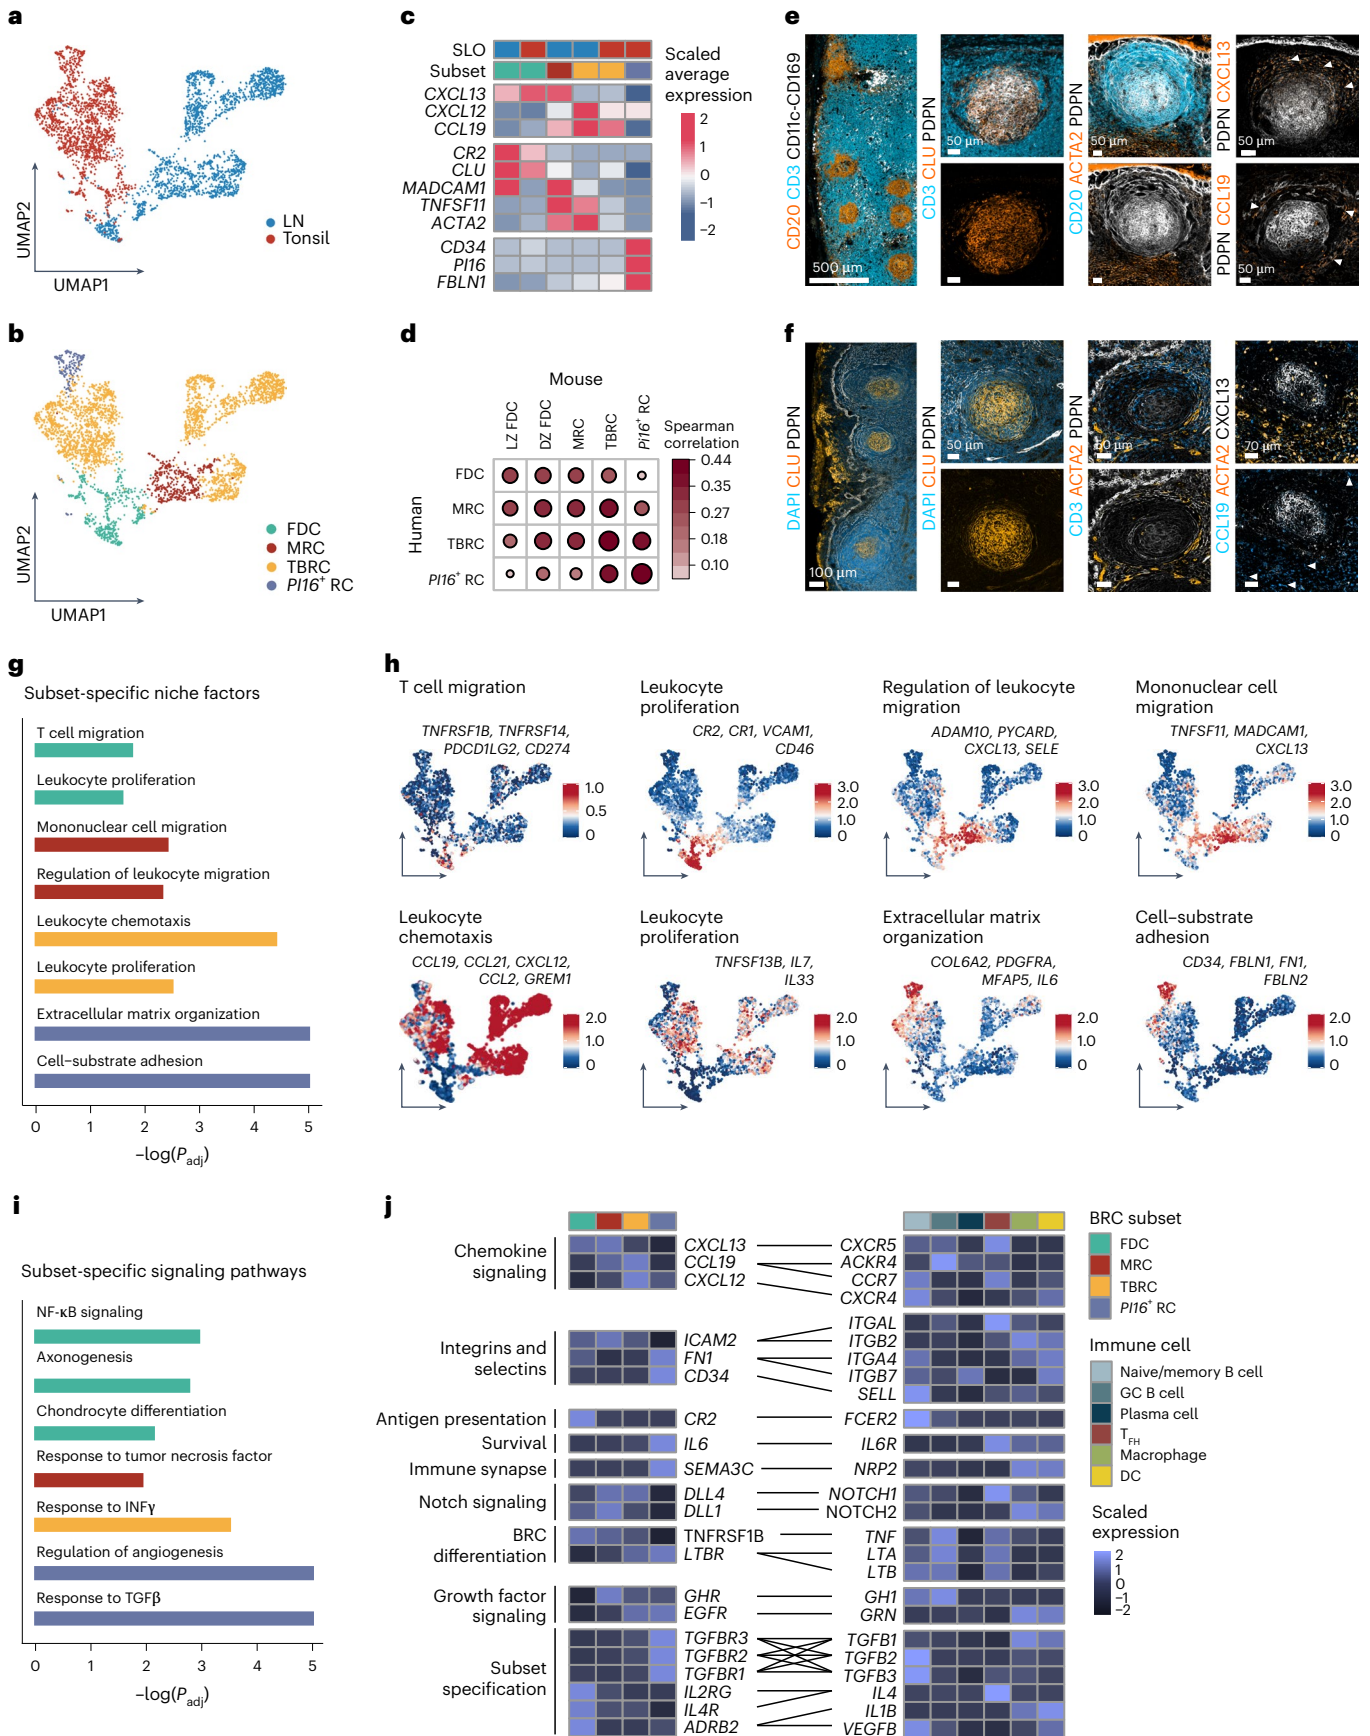 a
UMAP2
UMAP1
LN
Tonsil
b
UMAP2
UMAP1
FDC
MRC
TBRC
PI16+ RC
c
SLO
Subset
CXCL13
CXCL12
CCL19
CR2
CLU
MADCAM1
TNFSF11
ACTA2
CD34
PI16
FBLN1
Scaled
average
expression
2
1
0
−1
−2
d
Mouse
LZ FDC
DZ FDC
MRC
TBRC
PI16+ RC
Human
FDC
MRC
TBRC
PI16+ RC
Spearman
correlation
0.44
0.35
0.27
0.18
0.10
e
CD20 CD3 CD11c-CD169
500 µm
CD3 CLU PDPN
50 µm
CD20 ACTA2 PDPN
50 µm
PDPN CXCL13
50 µm
PDPN CCL19
50 µm
f
DAPI CLU PDPN
100 µm
DAPI CLU PDPN
50 µm
CD3 ACTA2 PDPN
50 µm
CCL19 ACTA2 CXCL13
70 µm
g
Subset-specific niche factors
T cell migration
Leukocyte proliferation
Mononuclear cell migration
Regulation of leukocyte migration
Leukocyte chemotaxis
Leukocyte proliferation
Extracellular matrix organization
Cell–substrate adhesion
0 1 2 3 4 5
−log(Padj)
h
T cell migration
TNFRSF1B, TNFRSF14,
PDCD1LG2, CD274
1.0
0.5
0
Leukocyte
proliferation
CR2, CR1, VCAM1,
CD46
3.0
2.0
1.0
0
Regulation of leukocyte
migration
ADAM10, PYCARD,
CXCL13, SELE
3.0
2.0
1.0
0
Mononuclear cell
migration
TNFSF11, MADCAM1,
CXCL13
3.0
2.0
1.0
0
Leukocyte
chemotaxis
CCL19, CCL21, CXCL12,
CCL2, GREM1
2.0
1.0
0
Leukocyte
proliferation
TNFSF13B, IL7,
IL33
2.0
1.0
0
Extracellular matrix
organization
COL6A2, PDGFRA,
MFAP5, IL6
2.0
1.0
0
Cell–substrate
adhesion
CD34, FBLN1, FN1,
FBLN2
2.0
1.0
0
i
Subset-specific signaling pathways
NF-κB signaling
Axonogenesis
Chondrocyte differentiation
Response to tumor necrosis factor
Response to INFγ
Regulation of angiogenesis
Response to TGFβ
0 1 2 3 4 5
−log(Padj)
j
Chemokine
signaling
CXCL13 CXCR5
CCL19 ACKR4
CXCL12 CCR7
CXCR4
Integrins and
selectins
ITGAL
ICAM2 ITGB2
FN1 ITGA4
CD34 ITGB7
SELL
Antigen presentation CR2 FCER2
Survival IL6 IL6R
Immune synapse SEMA3C NRP2
Notch signaling
DLL4 NOTCH1
DLL1 NOTCH2
BRC
differentiation
TNFRSF1B TNF
LTBR LTA
LTB
Growth factor
signaling
GHR GH1
EGFR GRN
Subset
specification
TGFBR3 TGFB1
TGFBR2 TGFB2
TGFBR1 TGFB3
IL2RG IL4
IL4R IL1B
ADRB2 VEGFB
BRC subset
FDC
MRC
TBRC
PI16+ RC
Immune cell
Naive/memory B cell
GC B cell
Plasma cell
TFH
Macrophage
DC
Scaled
expression
2
1
0
−1
−2